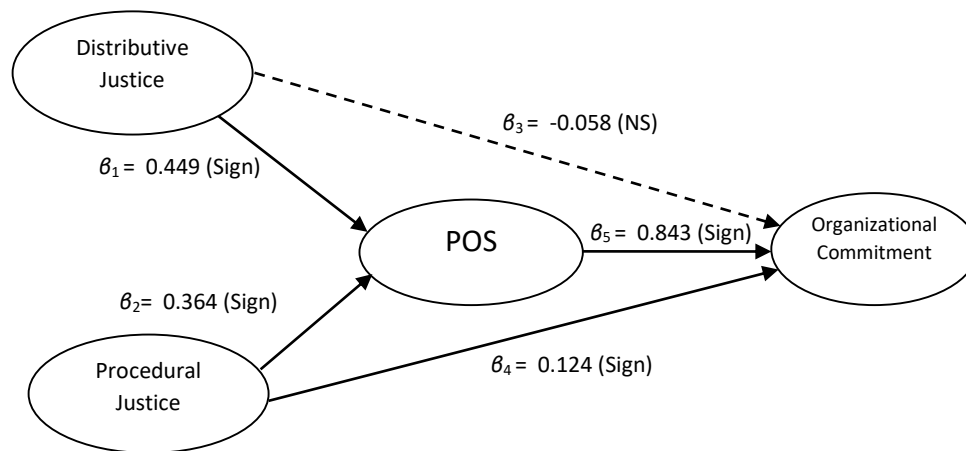 Distributive
Justice
β3 = -0.058 (NS)
β1 = 0.449 (Sign)
POS
β5 = 0.843 (Sign)
Organizational
Commitment
β2= 0.364 (Sign)
β4 = 0.124 (Sign)
Procedural
Justice